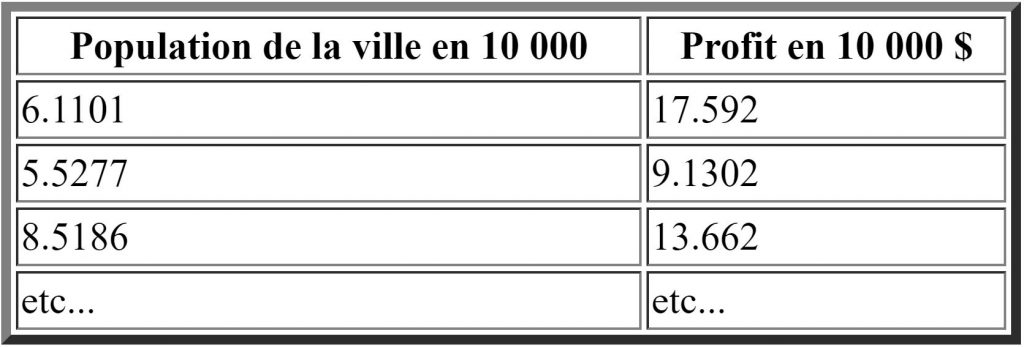 Population de la ville en 10 000 Profit en 10 000 $
6.1101 17.592
5.5277 9.1302
8.5186 13.662
etc... etc...